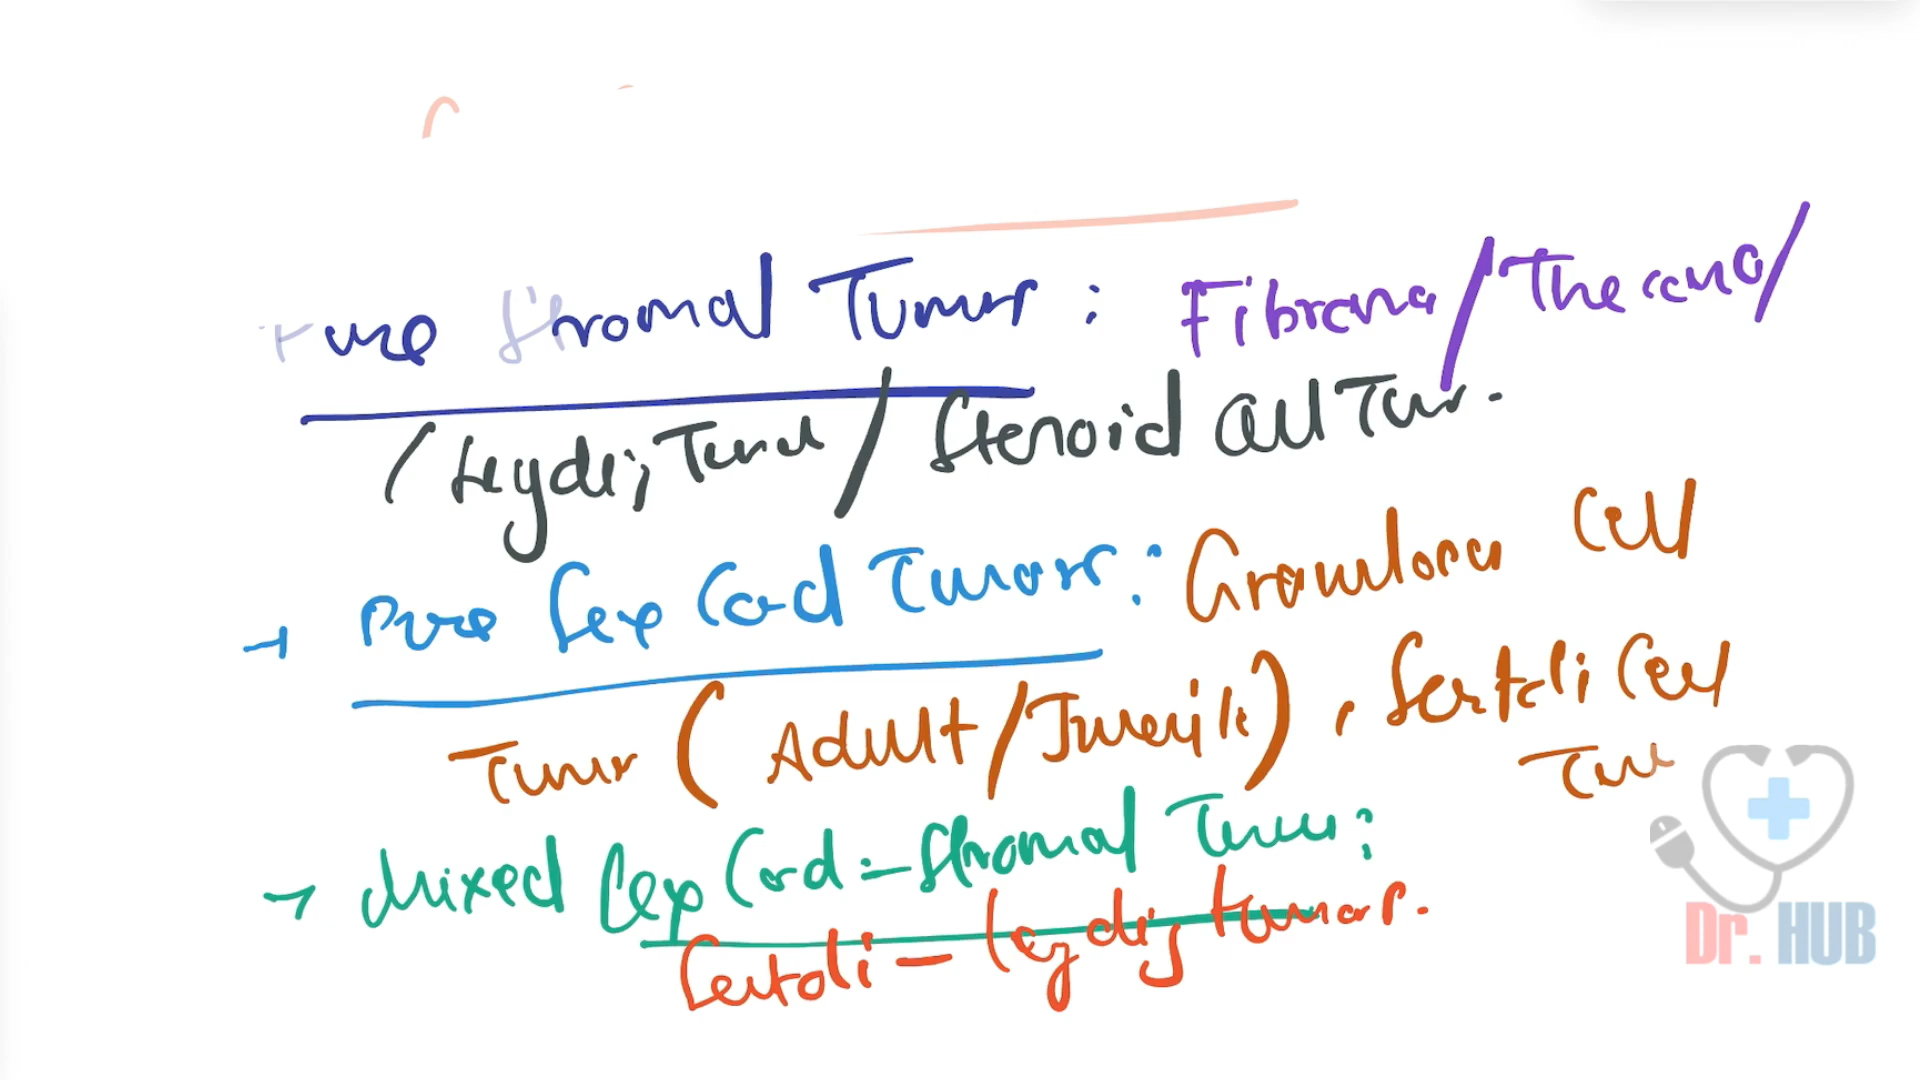 Pure Stromal Tumor : Fibroma/Thecoma/
/Leydig Tumor/Steroid Cell Tumor.
→ Pure Sex Cord Tumors: Granulosa Cell
Tumor (Adult/Juvenile), Sertoli Cell
Tumor
→ Mixed Sex Cord-Stromal Tumor:
Sertoli-Leydig tumors.
Dr. HUB